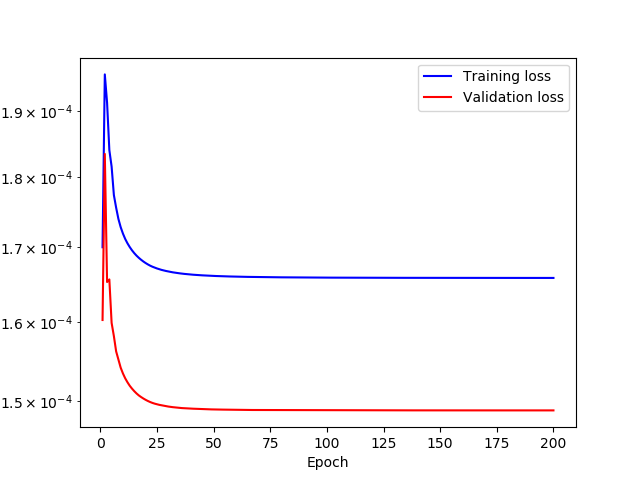 Training loss
Validation loss
1.9 × 10⁻⁴
1.8 × 10⁻⁴
1.7 × 10⁻⁴
1.6 × 10⁻⁴
1.5 × 10⁻⁴
0 25 50 75 100 125 150 175 200
Epoch